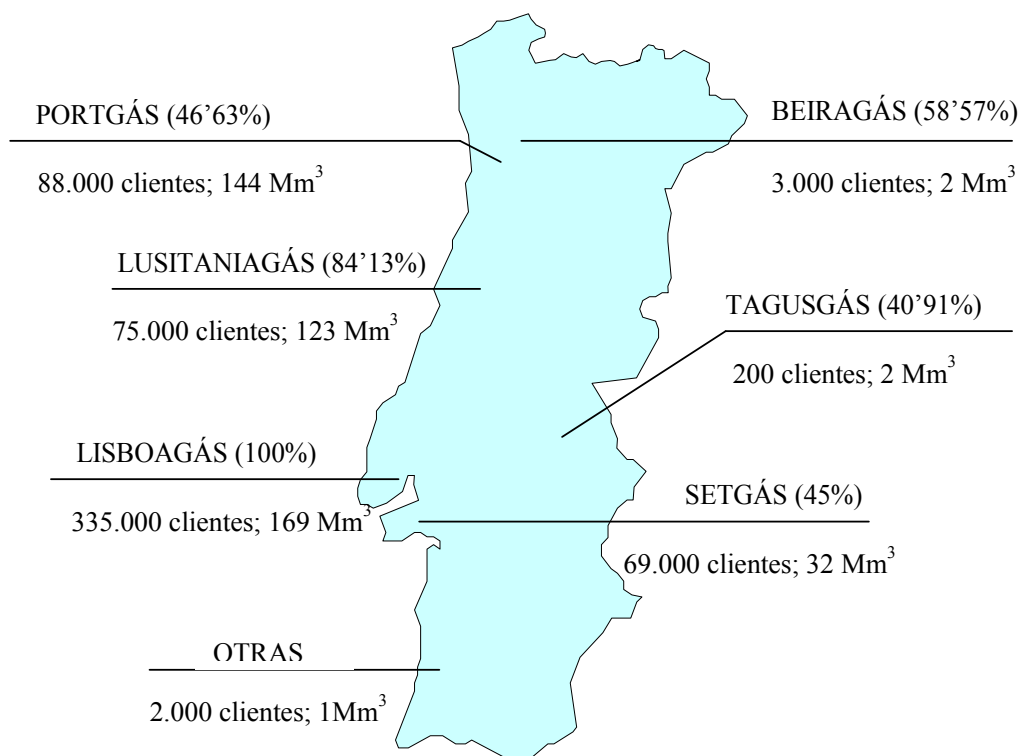 PORTGÁS (46’63%)
88.000 clientes; 144 Mm³
BEIRAGÁS (58’57%)
3.000 clientes; 2 Mm³
LUSITANIAGÁS (84’13%)
75.000 clientes; 123 Mm³
TAGUSGÁS (40’91%)
200 clientes; 2 Mm³
LISBOAGÁS (100%)
335.000 clientes; 169 Mm³
SETGÁS (45%)
69.000 clientes; 32 Mm³
OTRAS
2.000 clientes; 1Mm³